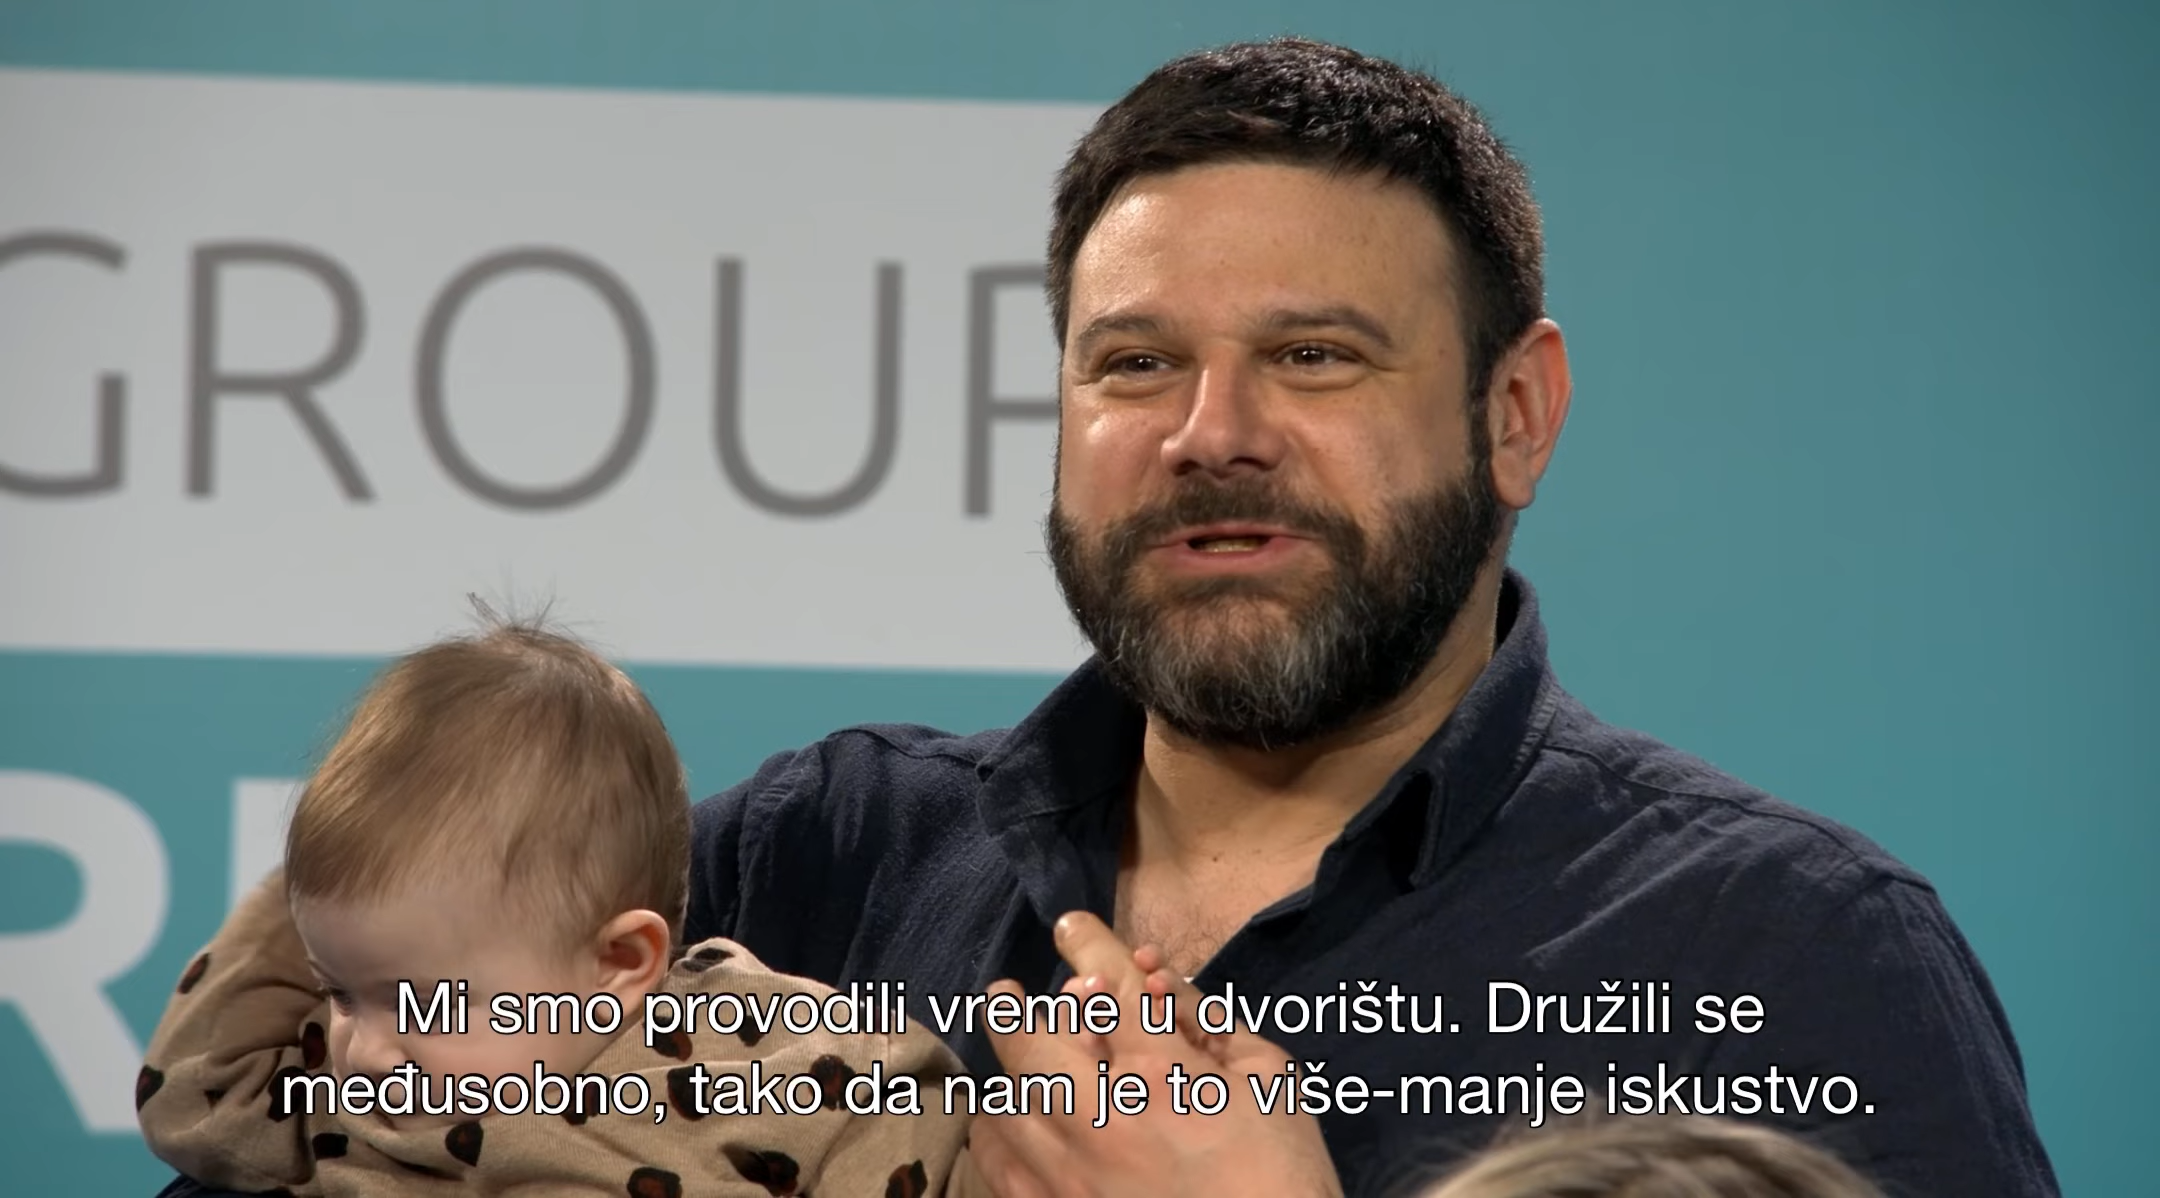 GROUP
R
Mi smo provodili vreme u dvorištu. Družili se
međusobno, tako da nam je to više-manje iskustvo.